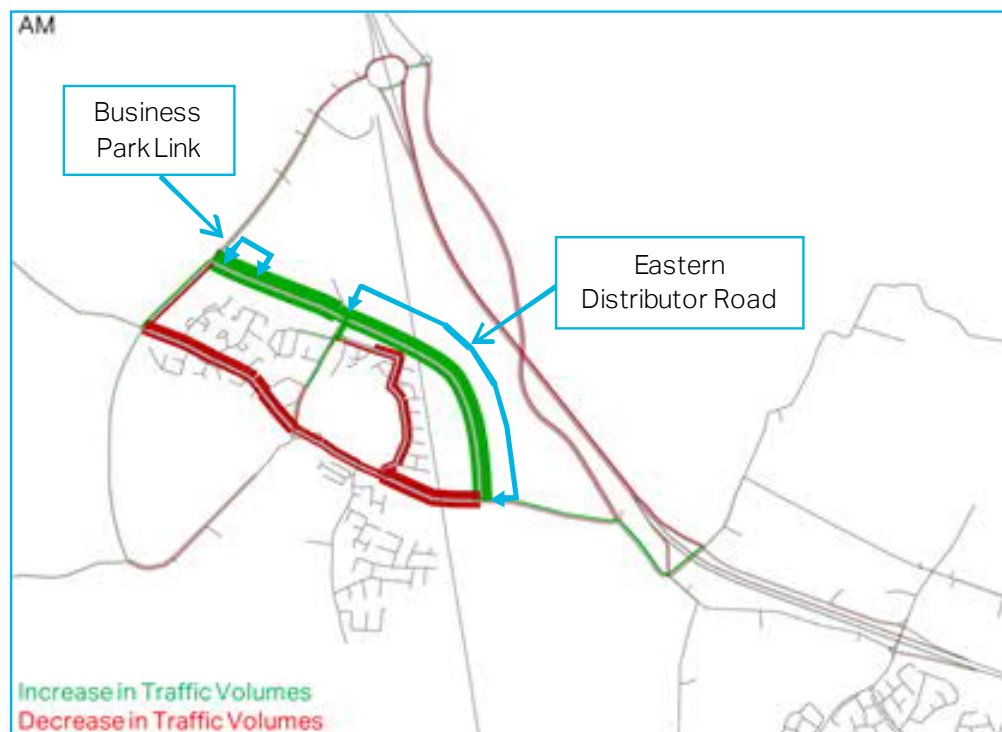 AM
Business
Park Link
Eastern
Distributor Road
Increase in Traffic Volumes
Decrease in Traffic Volumes